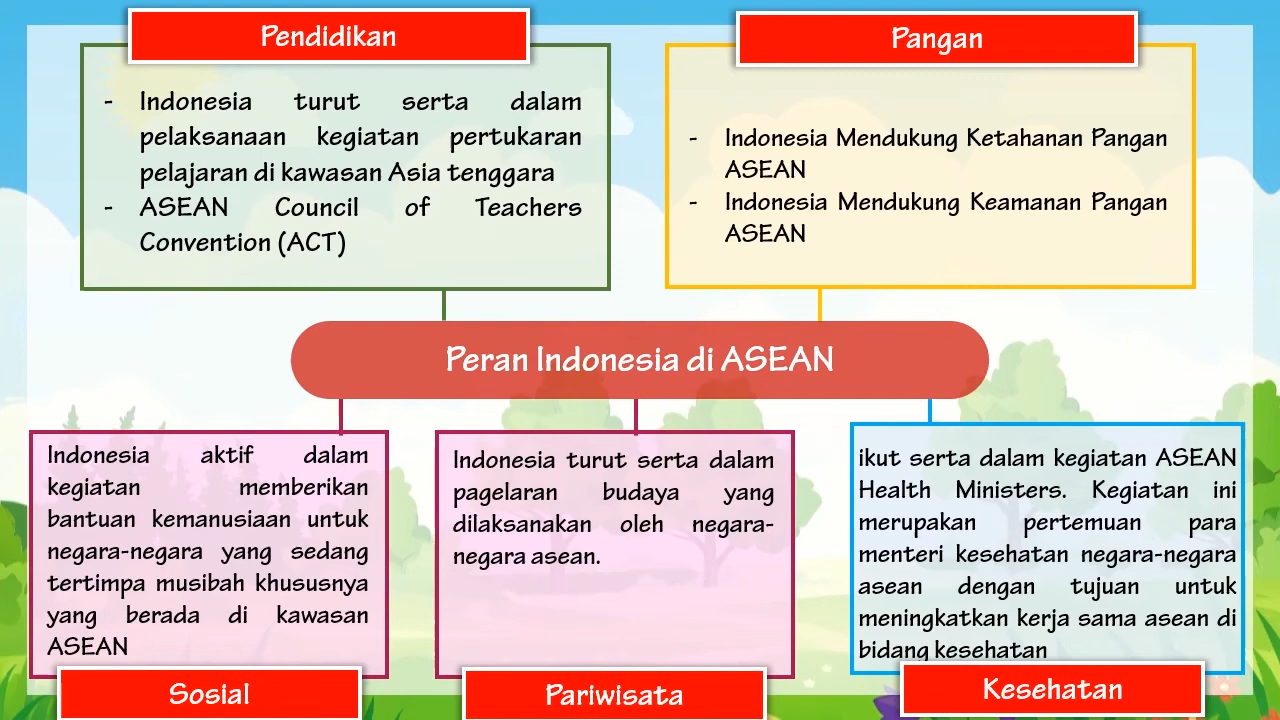 Pendidikan
- Indonesia turut serta dalam
pelaksanaan kegiatan pertukaran
pelajaran di kawasan Asia tenggara
- ASEAN Council of Teachers
Convention (ACT)
Pangan
- Indonesia Mendukung Ketahanan Pangan
ASEAN
- Indonesia Mendukung Keamanan Pangan
ASEAN
Peran Indonesia di ASEAN
Indonesia aktif dalam
kegiatan memberikan
bantuan kemanusiaan untuk
negara-negara yang sedang
tertimpa musibah khususnya
yang berada di kawasan
ASEAN
Sosial
Indonesia turut serta dalam
pagelaran budaya yang
dilaksanakan oleh negara-
negara asean.
Pariwisata
ikut serta dalam kegiatan ASEAN
Health Ministers. Kegiatan ini
merupakan pertemuan para
menteri kesehatan negara-negara
asean dengan tujuan untuk
meningkatkan kerja sama asean di
bidang kesehatan
Kesehatan